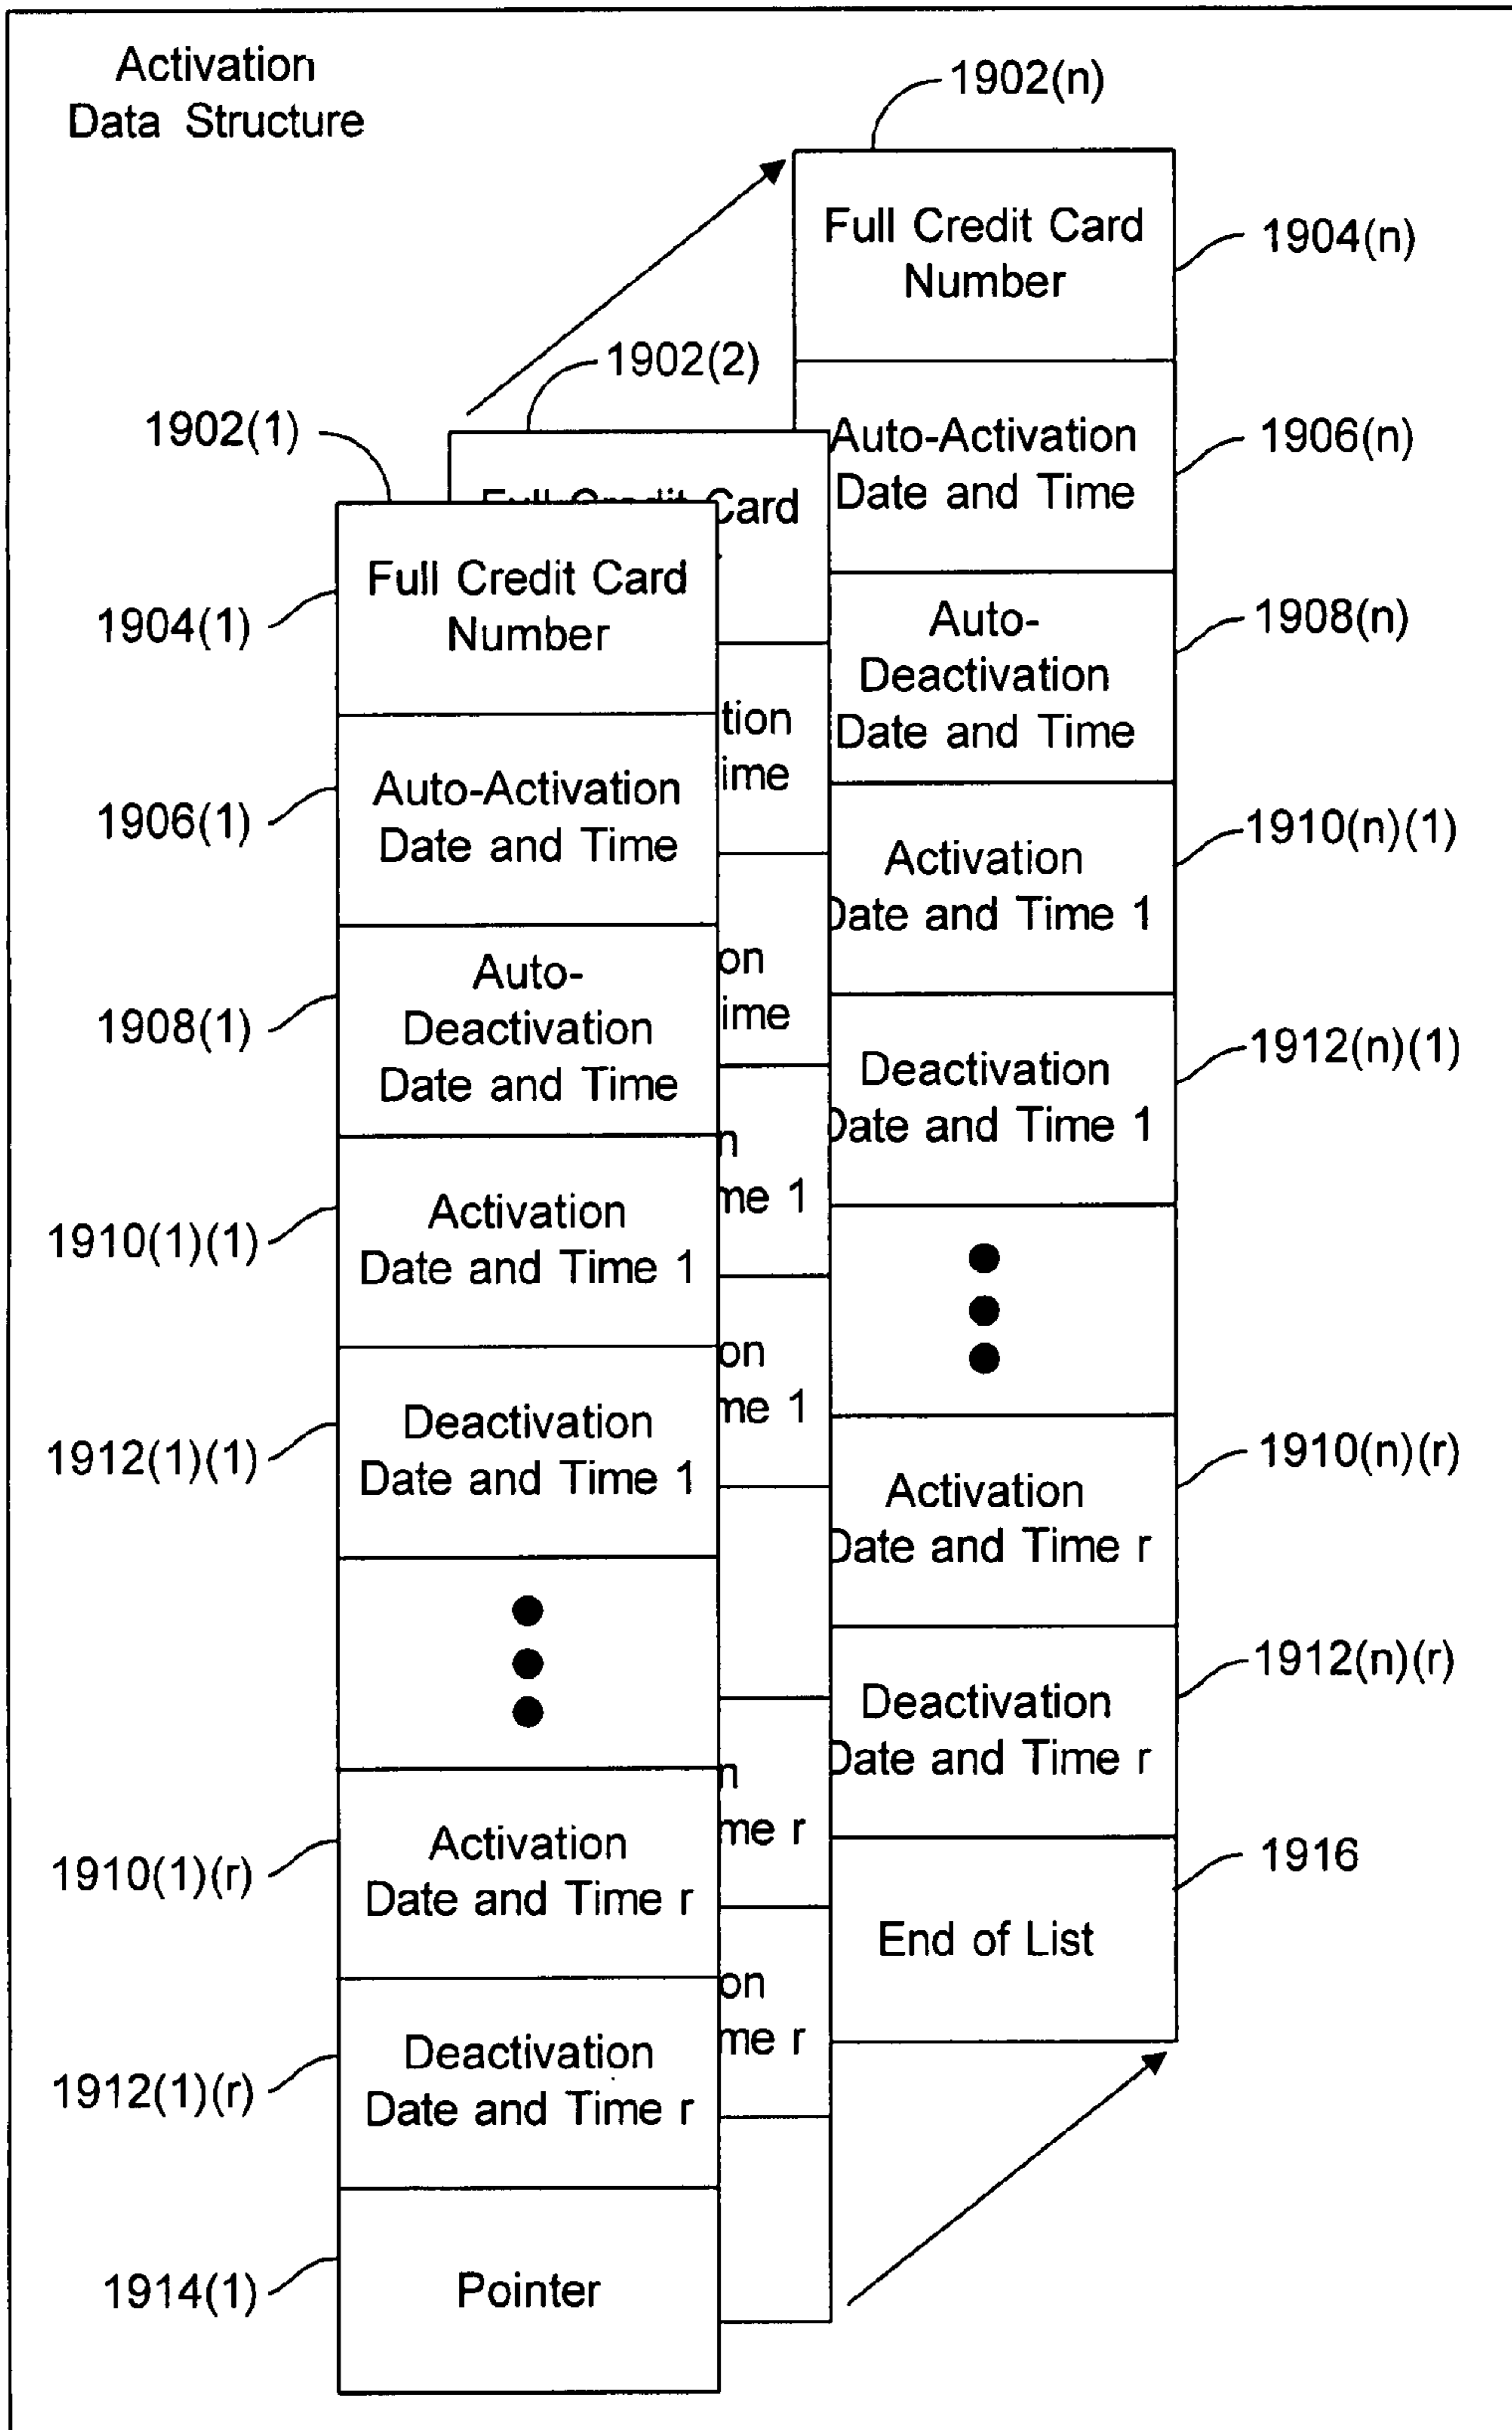 Activation
Data Structure
1902(n)
Full Credit Card
Number
1904(n)
Auto-Activation
Date and Time
1906(n)
Auto-
Deactivation
Date and Time
1908(n)
Activation
Date and Time 1
1910(n)(1)
Deactivation
Date and Time 1
1912(n)(1)
Activation
Date and Time r
1910(n)(r)
Deactivation
Date and Time r
1912(n)(r)
End of List
1916
1902(2)
Full Credit Card
tion
ime
on
ime
n
me 1
on
me 1
n
me r
on
me r
1902(1)
Full Credit Card
Number
1904(1)
Auto-Activation
Date and Time
1906(1)
Auto-
Deactivation
Date and Time
1908(1)
Activation
Date and Time 1
1910(1)(1)
Deactivation
Date and Time 1
1912(1)(1)
Activation
Date and Time r
1910(1)(r)
Deactivation
Date and Time r
1912(1)(r)
Pointer
1914(1)